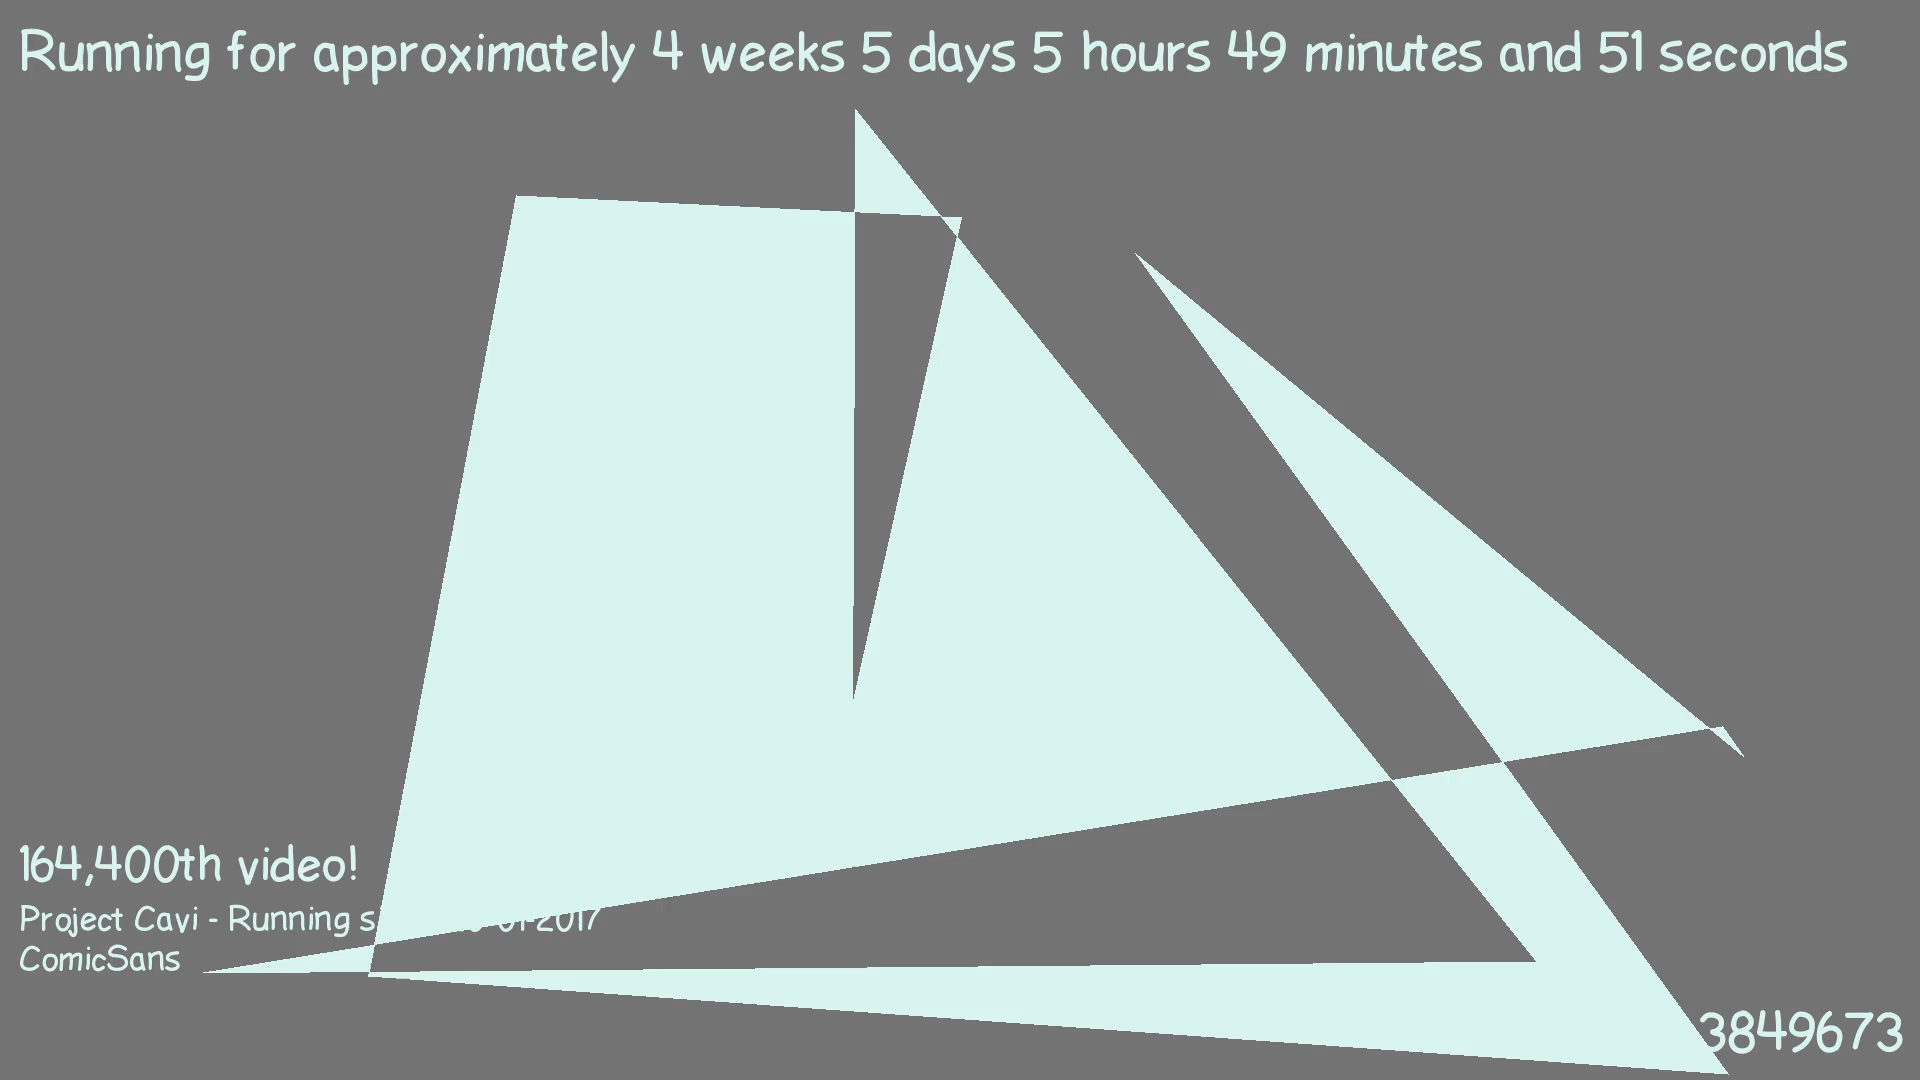 Running for approximately 4 weeks 5 days 5 hours 49 minutes and 51 seconds
164,400th video!
Project Cavi - Running s
ComicSans
3849673